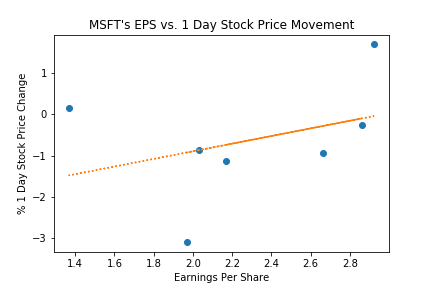 MSFT's EPS vs. 1 Day Stock Price Movement
% 1 Day Stock Price Change
1
0
−1
−2
−3
1.4 1.6 1.8 2.0 2.2 2.4 2.6 2.8
Earnings Per Share